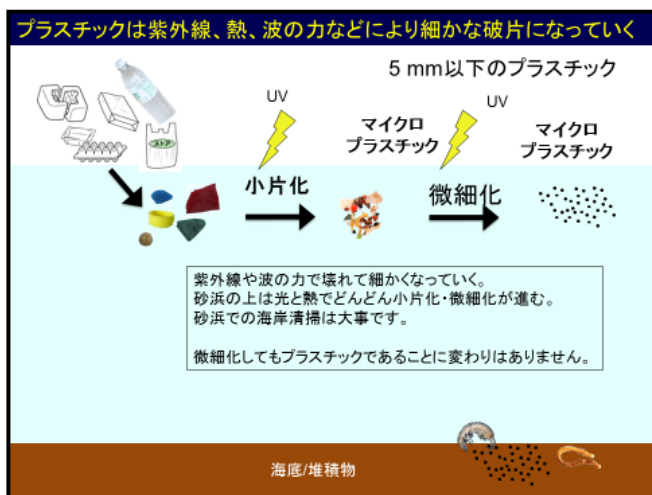 プラスチックは紫外線、熱、波の力などにより細かな破片になっていく
5 mm以下のプラスチック
UV
UV
マイクロ
プラスチック
マイクロ
プラスチック
ストア
小片化
微細化
紫外線や波の力で壊れて細かくなっていく。
砂浜の上は光と熱でどんどん小片化・微細化が進む。
砂浜での海岸清掃は大事です。
微細化してもプラスチックであることに変わりはありません。
海底/堆積物